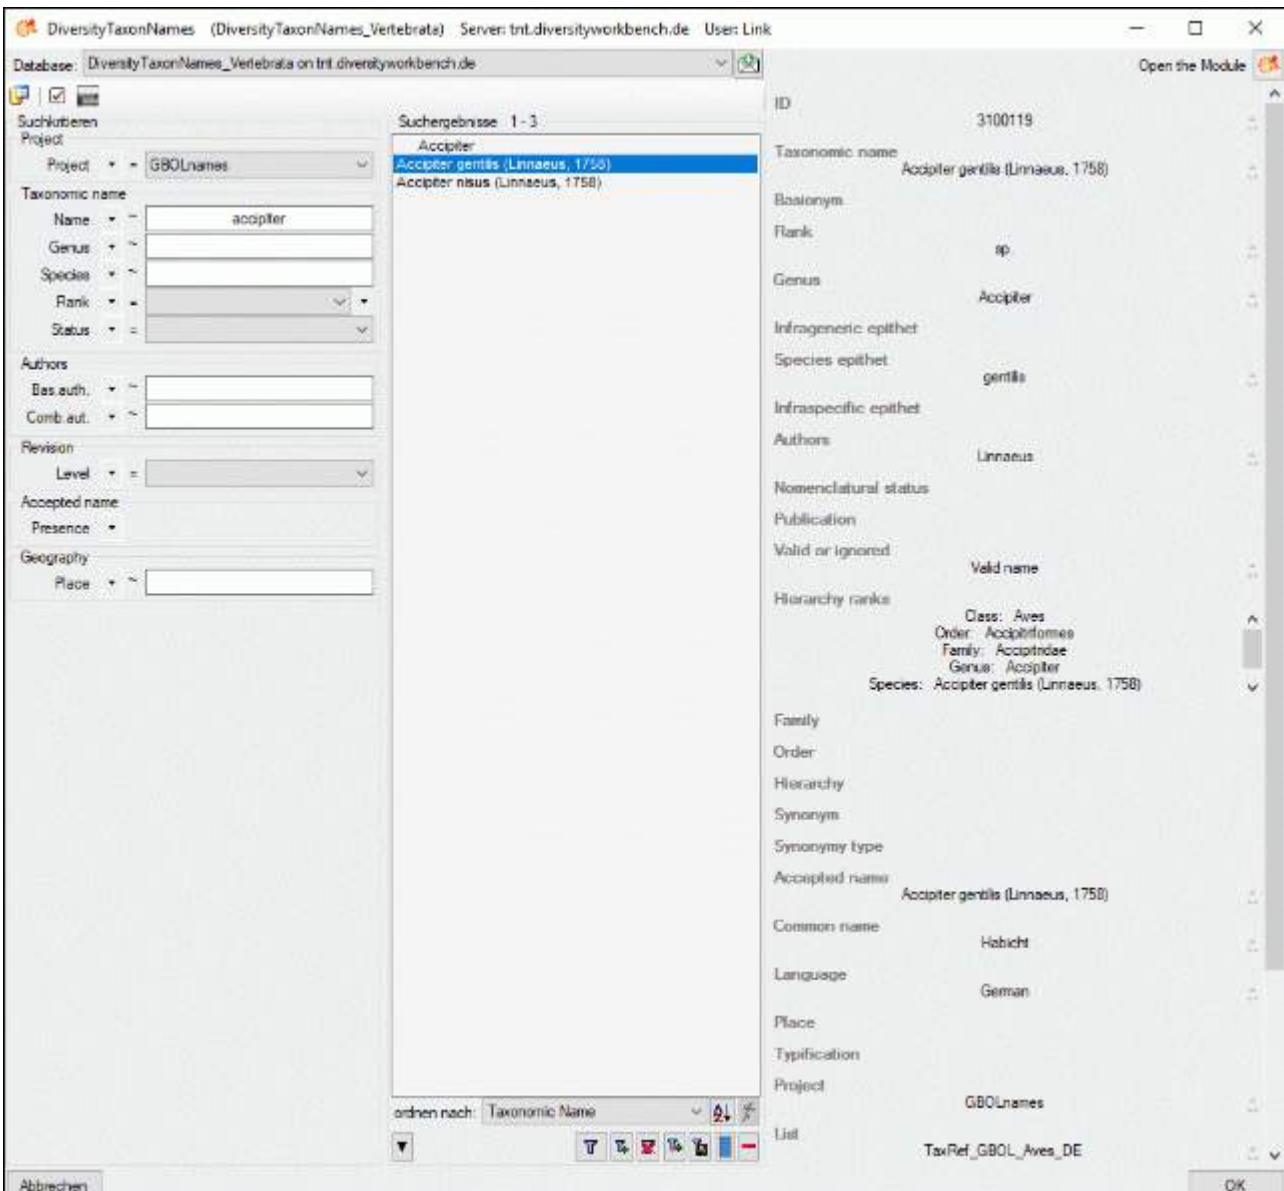 DiversityTaxonNames (DiversityTaxonNames_Vertebrata) Server: tnt.diversityworkbench.de User: Link
Database: DiversityTaxonNames_Vertebrata on tnt.diversityworkbench.de
Open the Module
Suchkriterien
Project
Project = GBOLnames
Taxonomic name
Name ~ accipiter
Genus ~
Species ~
Rank =
Status =
Authors
Bas.auth. ~
Comb.aut. ~
Revision
Level =
Accepted name
Presence
Geography
Place ~
Suchergebnisse 1 - 3
Accipiter
Accipiter gentilis (Linnaeus, 1758)
Accipiter nisus (Linnaeus, 1758)
ordnen nach: Taxonomic Name
ID
3100119
Taxonomic name
Accipiter gentilis (Linnaeus, 1758)
Basionym
Rank
sp.
Genus
Accipiter
Infrageneric epithet
Species epithet
gentilis
Infraspecific epithet
Authors
Linnaeus
Nomenclatural status
Publication
Valid or ignored
Valid name
Hierarchy ranks
Class: Aves
Order: Accipitriformes
Family: Accipitridae
Genus: Accipiter
Species: Accipiter gentilis (Linnaeus, 1758)
Family
Order
Hierarchy
Synonym
Synonymy type
Accepted name
Accipiter gentilis (Linnaeus, 1758)
Common name
Habicht
Language
German
Place
Typification
Project
GBOLnames
List
TaxRef_GBOL_Aves_DE
Abbrechen
OK